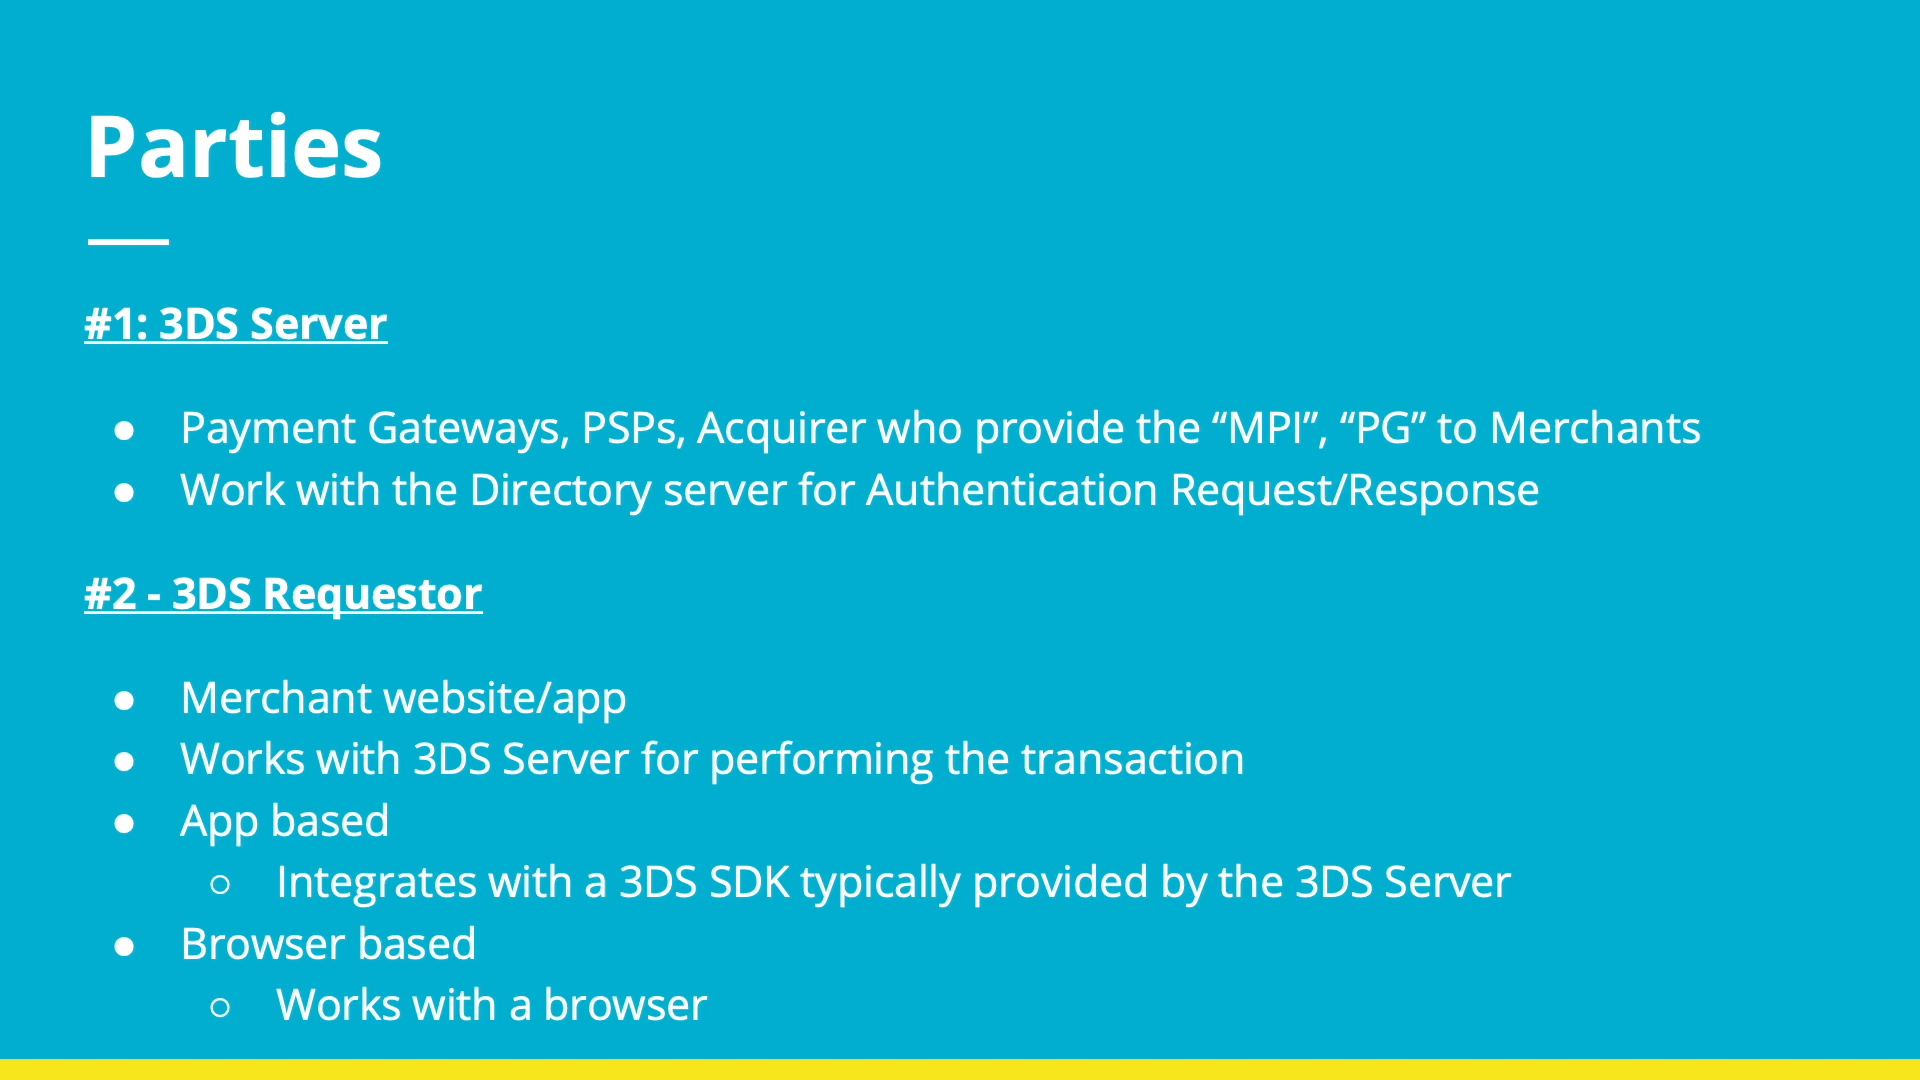 Parties
#1: 3DS Server
● Payment Gateways, PSPs, Acquirer who provide the “MPI”, “PG” to Merchants
● Work with the Directory server for Authentication Request/Response
#2 - 3DS Requestor
● Merchant website/app
● Works with 3DS Server for performing the transaction
● App based
○ Integrates with a 3DS SDK typically provided by the 3DS Server
● Browser based
○ Works with a browser